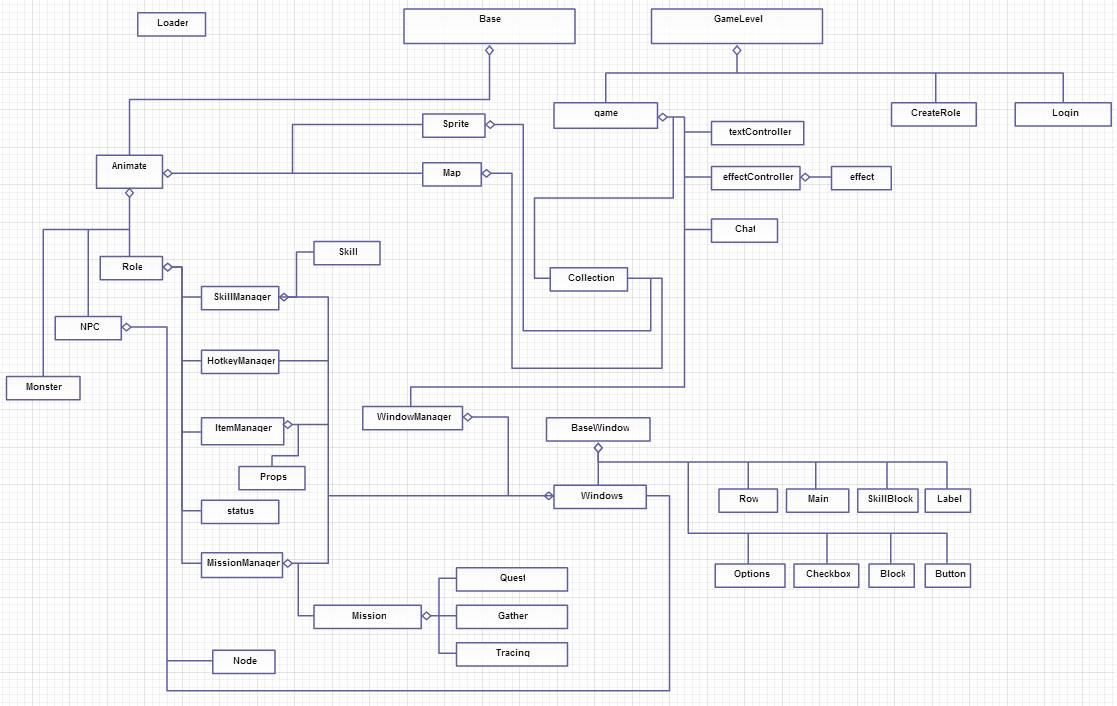 Loader
Base
GameLevel
game
CreateRole
Login
Sprite
textController
Animate
Map
effectController
effect
Chat
Role
Skill
Collection
SkillManager
NPC
HotkeyManager
Monster
WindowManager
BaseWindow
ItemManager
Props
Windows
Row
Main
SkillBlock
Label
status
MissionManager
Quest
Options
Checkbox
Block
Button
Mission
Gather
Tracing
Node